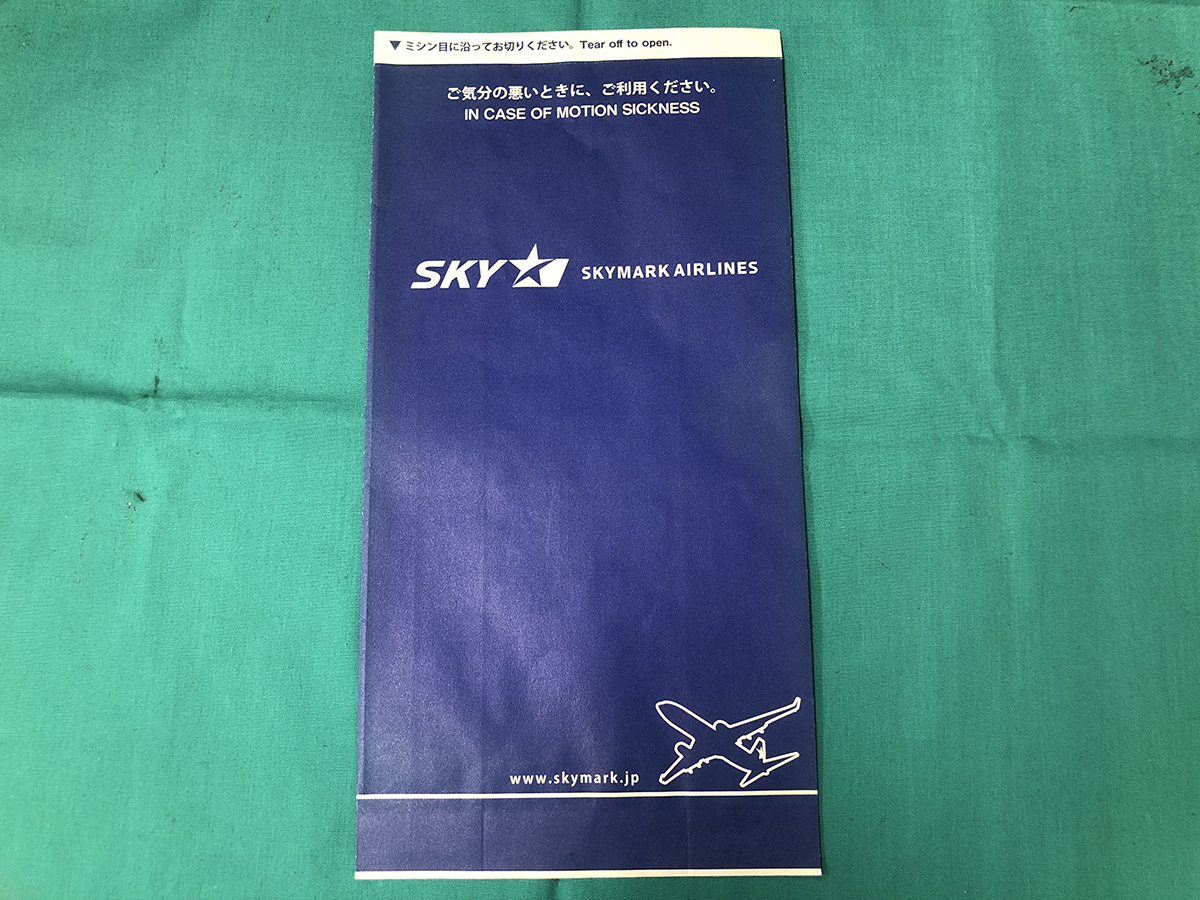 ▼ミシン目に沿ってお切りください。Tear off to open.
ご気分の悪いときに、ご利用ください。
IN CASE OF MOTION SICKNESS
SKY SKYMARK AIRLINES
www.skymark.jp